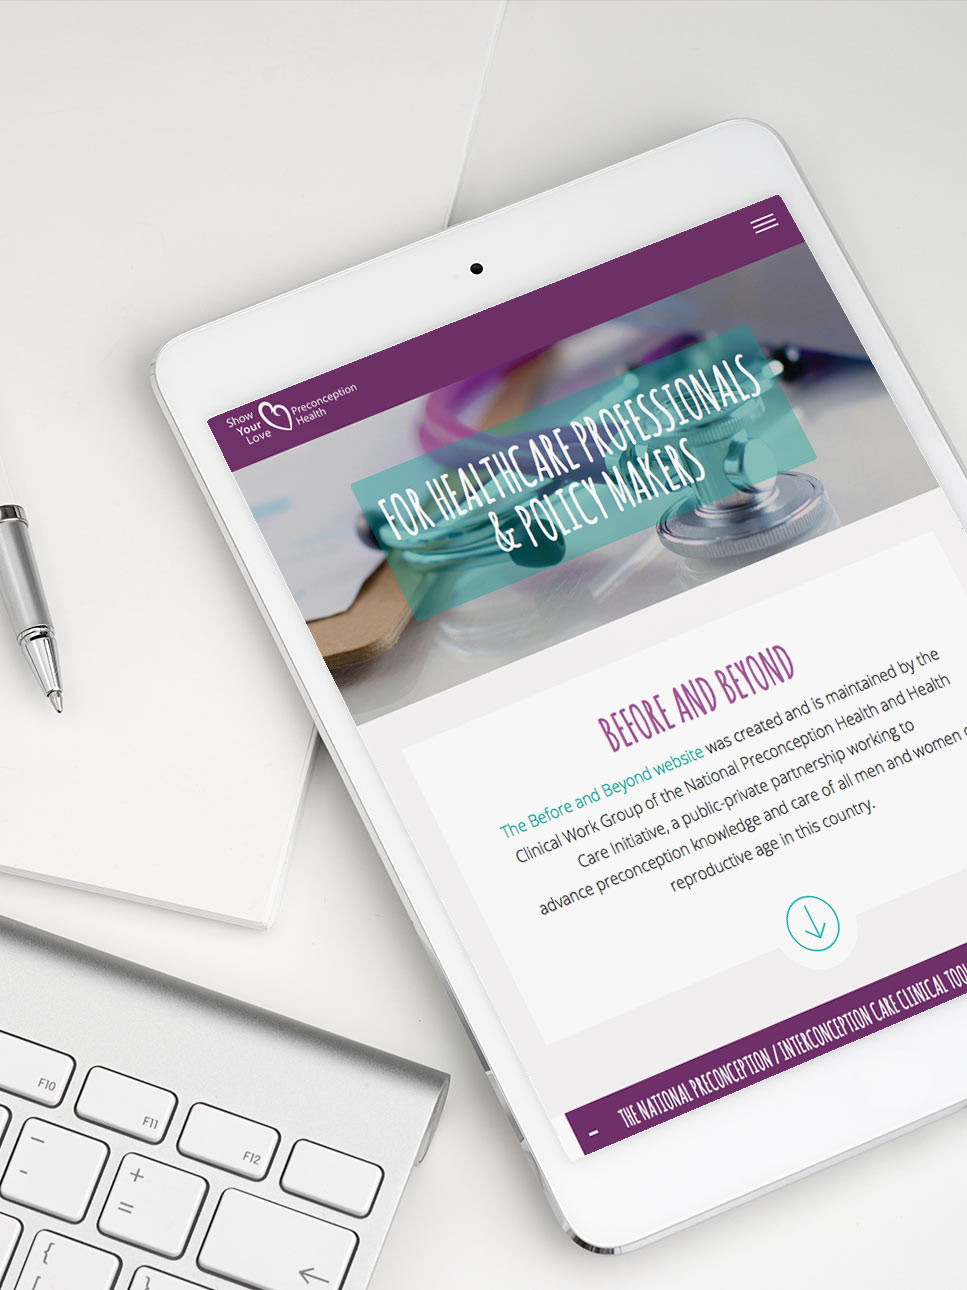 Show
Your
Love
Preconception
Health
FOR HEALTHCARE PROFESSIONALS
& POLICY MAKERS
BEFORE AND BEYOND
The Before and Beyond website was created and is maintained by the
Clinical Work Group of the National Preconception Health and Health
Care Initiative, a public-private partnership working to
advance preconception knowledge and care of all men and women
reproductive age in this country.
- THE NATIONAL PRECONCEPTION / INTERCONCEPTION CARE CLINICAL
F10
F11
F12
-
-
+
=
{
[
}